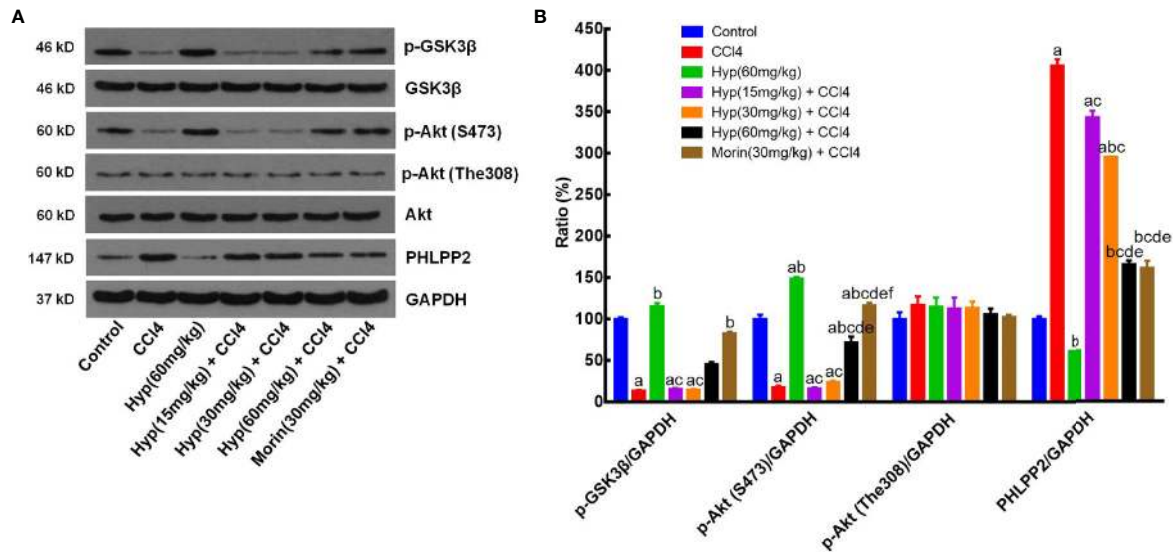 A
46 kD p-GSK3β
46 kD GSK3β
60 kD p-Akt (S473)
60 kD p-Akt (The308)
60 kD Akt
147 kD PHLPP2
37 kD GAPDH
Control
CCl4
Hyp(60mg/kg)
Hyp(15mg/kg) + CCl4
Hyp(30mg/kg) + CCl4
Hyp(60mg/kg) + CCl4
Morin(30mg/kg) + CCl4
B
Ratio (%)
450
400
350
300
250
200
150
100
50
0
Control
CCl4
Hyp(60mg/kg)
Hyp(15mg/kg) + CCl4
Hyp(30mg/kg) + CCl4
Hyp(60mg/kg) + CCl4
Morin(30mg/kg) + CCl4
a b ac ac b
a ab ac ac abcde abcdef
a b ac abc bcde bcde
p-GSK3β/GAPDH
p-Akt (S473)/GAPDH
p-Akt (The308)/GAPDH
PHLPP2/GAPDH